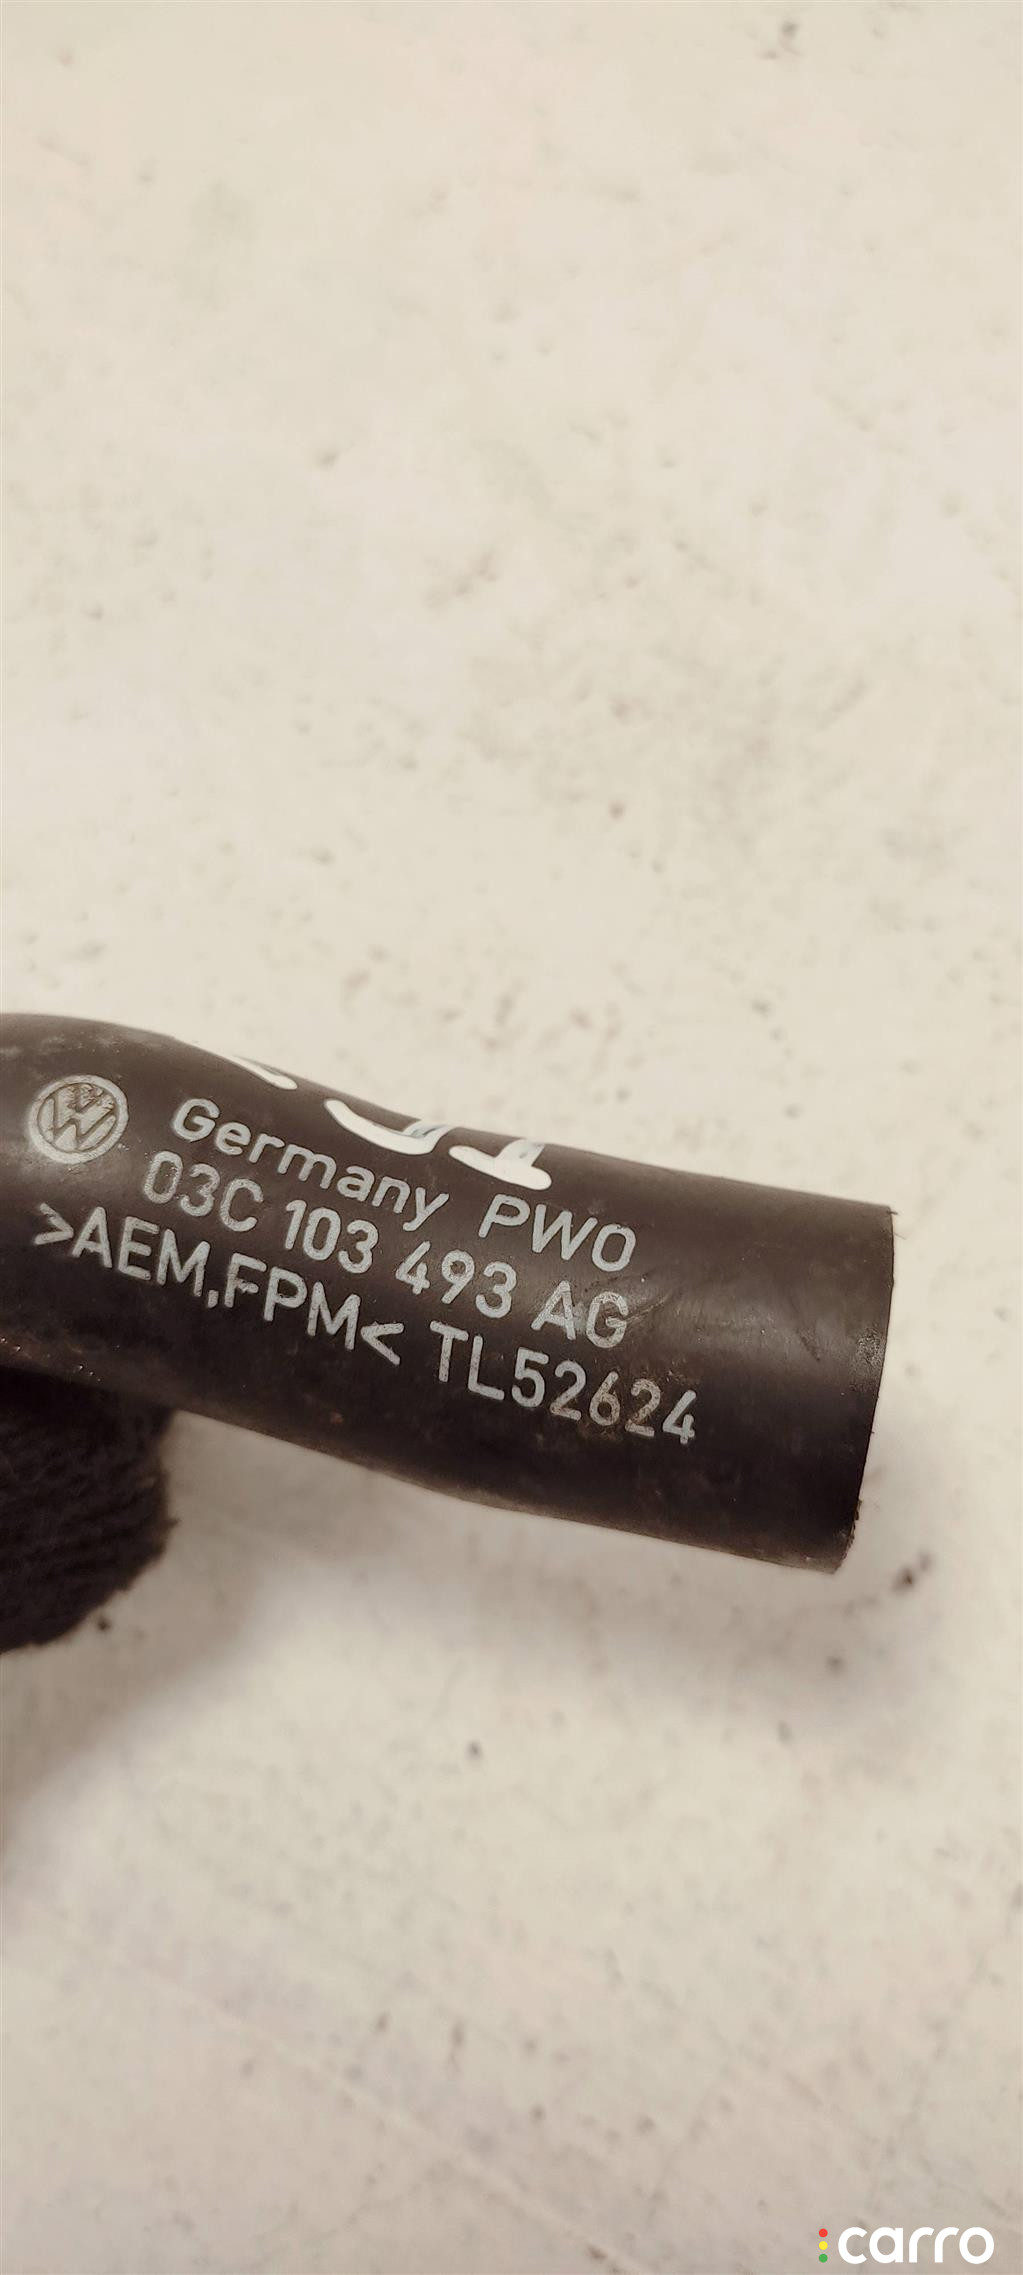 Germany PWO
03C 103 493 AG
>AEM,FPM< TL52624
carro